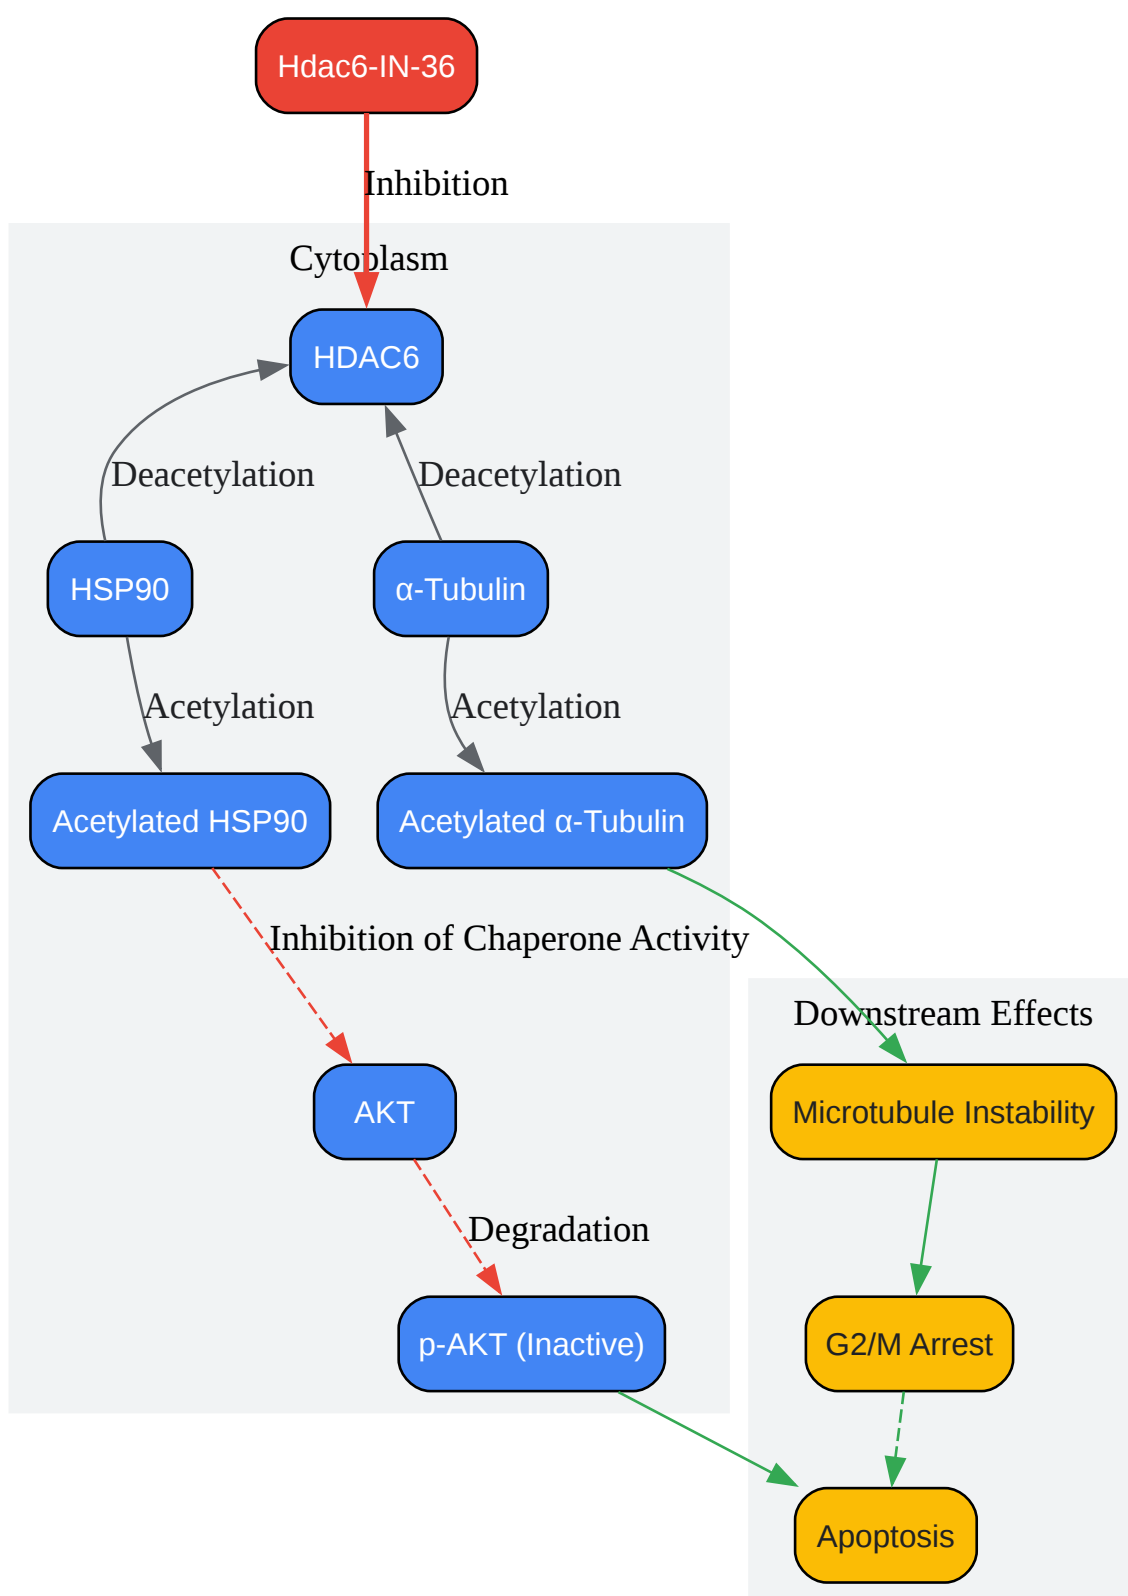 Hdac6-IN-36
Inhibition
Cytoplasm
HDAC6
Deacetylation
Deacetylation
HSP90
α-Tubulin
Acetylation
Acetylation
Acetylated HSP90
Acetylated α-Tubulin
Inhibition of Chaperone Activity
Downstream Effects
AKT
Microtubule Instability
Degradation
p-AKT (Inactive)
G2/M Arrest
Apoptosis